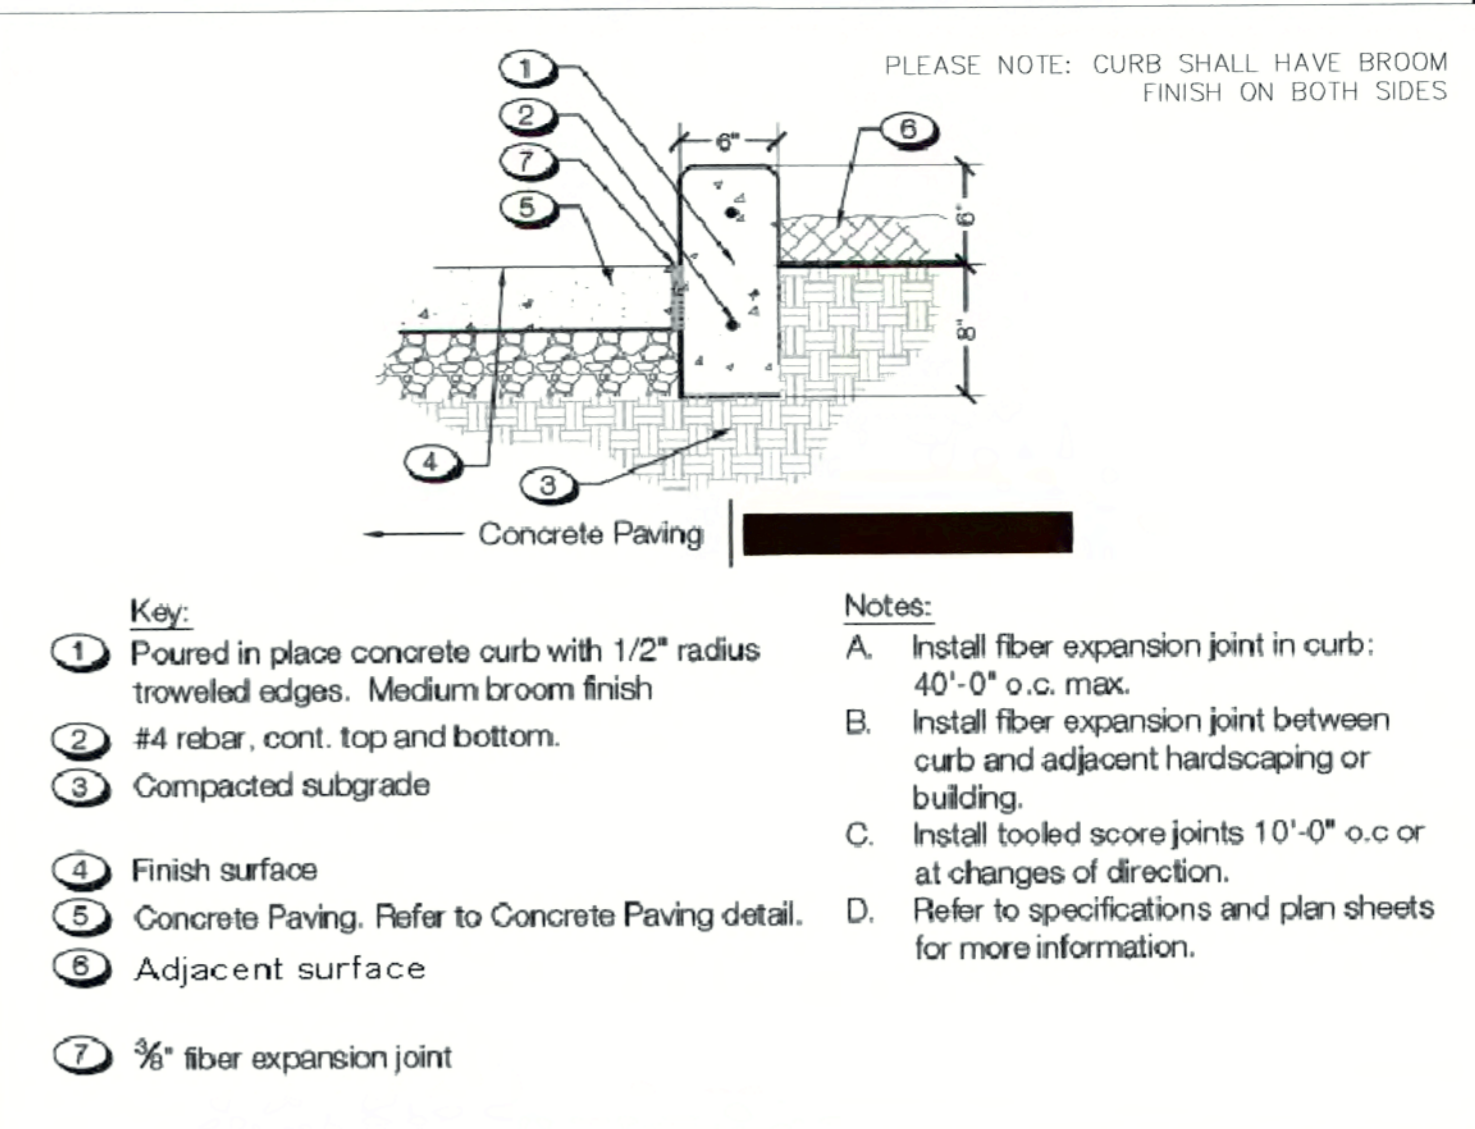 PLEASE NOTE: CURB SHALL HAVE BROOM
FINISH ON BOTH SIDES
1
2
7
5
6"
6
6"
8"
4
3
Concrete Paving
Key:
1 Poured in place concrete curb with 1/2" radius
troweled edges. Medium broom finish
2 #4 rebar, cont. top and bottom.
3 Compacted subgrade
4 Finish surface
5 Concrete Paving. Refer to Concrete Paving detail.
6 Adjacent surface
7 3/8" fiber expansion joint
Notes:
A. Install fiber expansion joint in curb:
40'-0" o.c. max.
B. Install fiber expansion joint between
curb and adjacent hardscaping or
building.
C. Install tooled score joints 10'-0" o.c or
at changes of direction.
D. Refer to specifications and plan sheets
for more information.